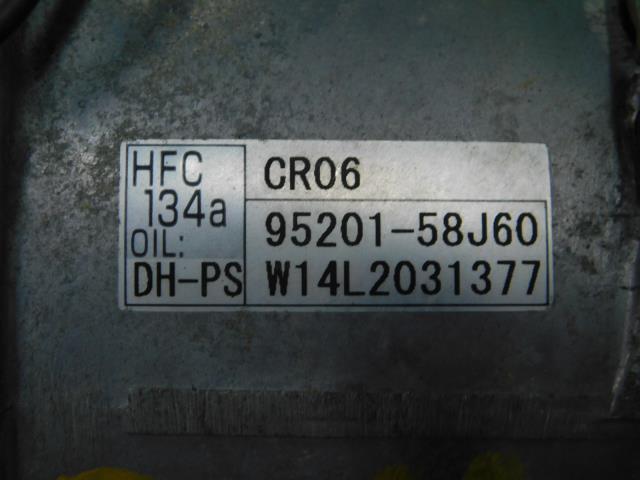 HFC
134a
OIL:
DH-PS
CR06
95201-58J60
W14L2031377